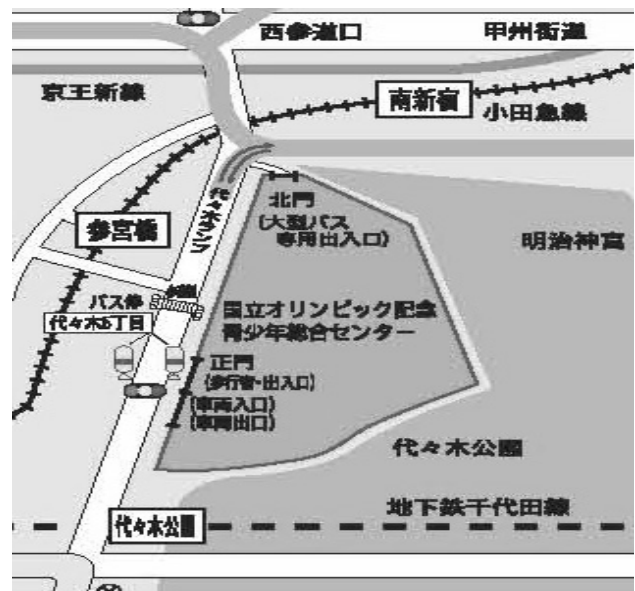 西参道口
甲州街道
京王新線
南新宿
小田急線
代々木ランプ
北門
(大型バス
専用出入口)
参宮橋
明治神宮
バス停
代々木5丁目
国立オリンピック記念
青少年総合センター
正門
(歩行者・出入口)
(車両入口)
(車両出口)
代々木公園
地下鉄千代田線
代々木公園